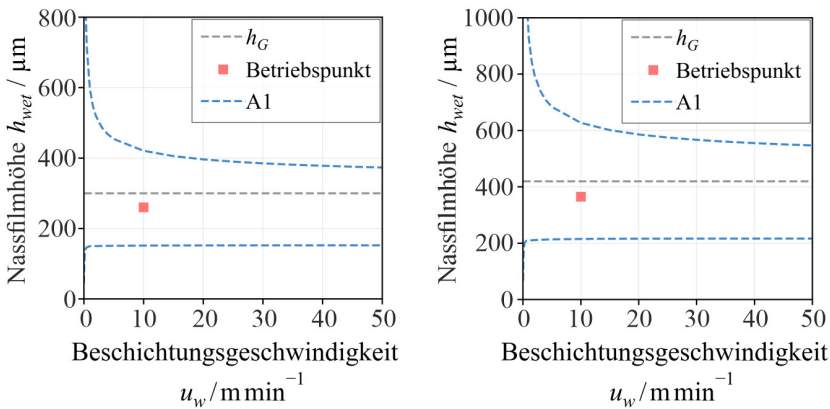 800
600
400
200
0
Nassfilmhöhe h_wet / µm
h_G
Betriebspunkt
A1
0 10 20 30 40 50
Beschichtungsgeschwindigkeit
u_w / m min⁻¹
1000
800
600
400
200
0
Nassfilmhöhe h_wet / µm
h_G
Betriebspunkt
A1
0 10 20 30 40 50
Beschichtungsgeschwindigkeit
u_w / m min⁻¹